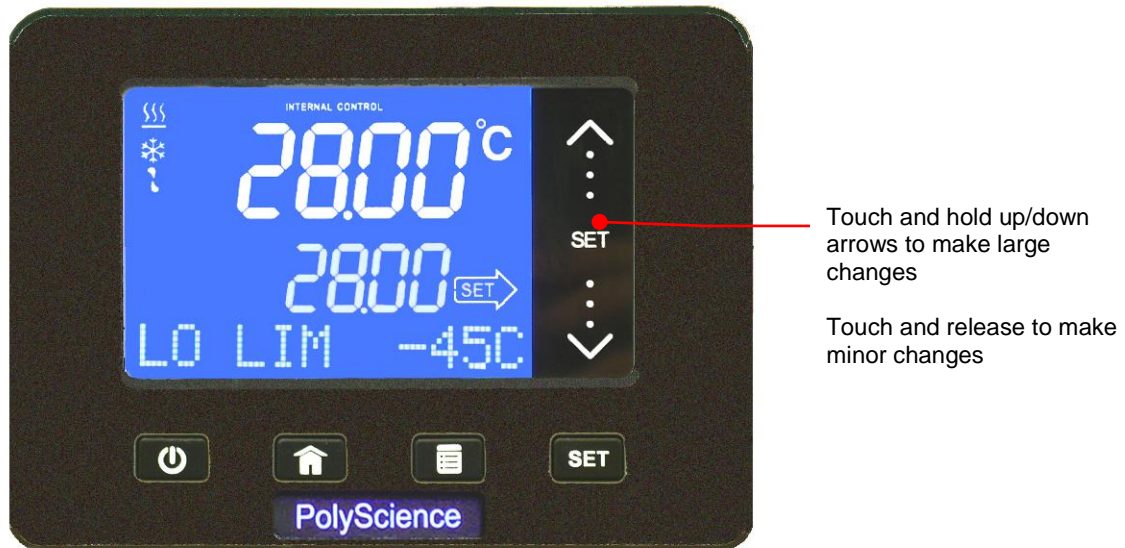 INTERNAL CONTROL
28.00°C
28.00 SET
LO LIM -45C
SET
SET
PolyScience
Touch and hold up/down
arrows to make large
changes
Touch and release to make
minor changes